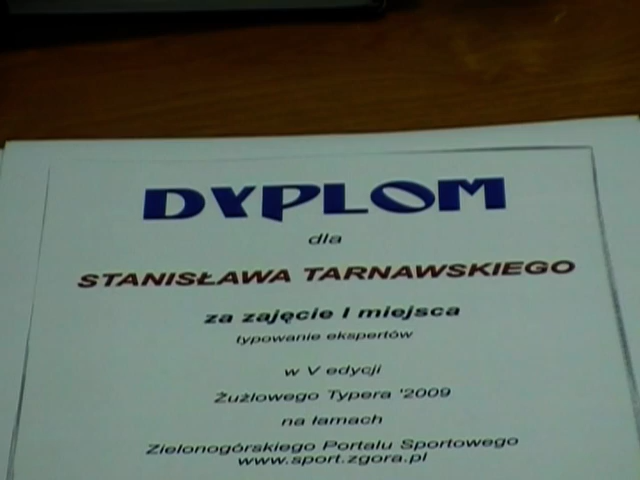 DYPLOM
dla
STANISŁAWA TARNAWSKIEGO
za zajęcie I miejsca
typowanie ekspertów
w V edycji
Żużlowego Typera '2009
na łamach
Zielonogórskiego Portalu Sportowego
www.sport.zgora.pl